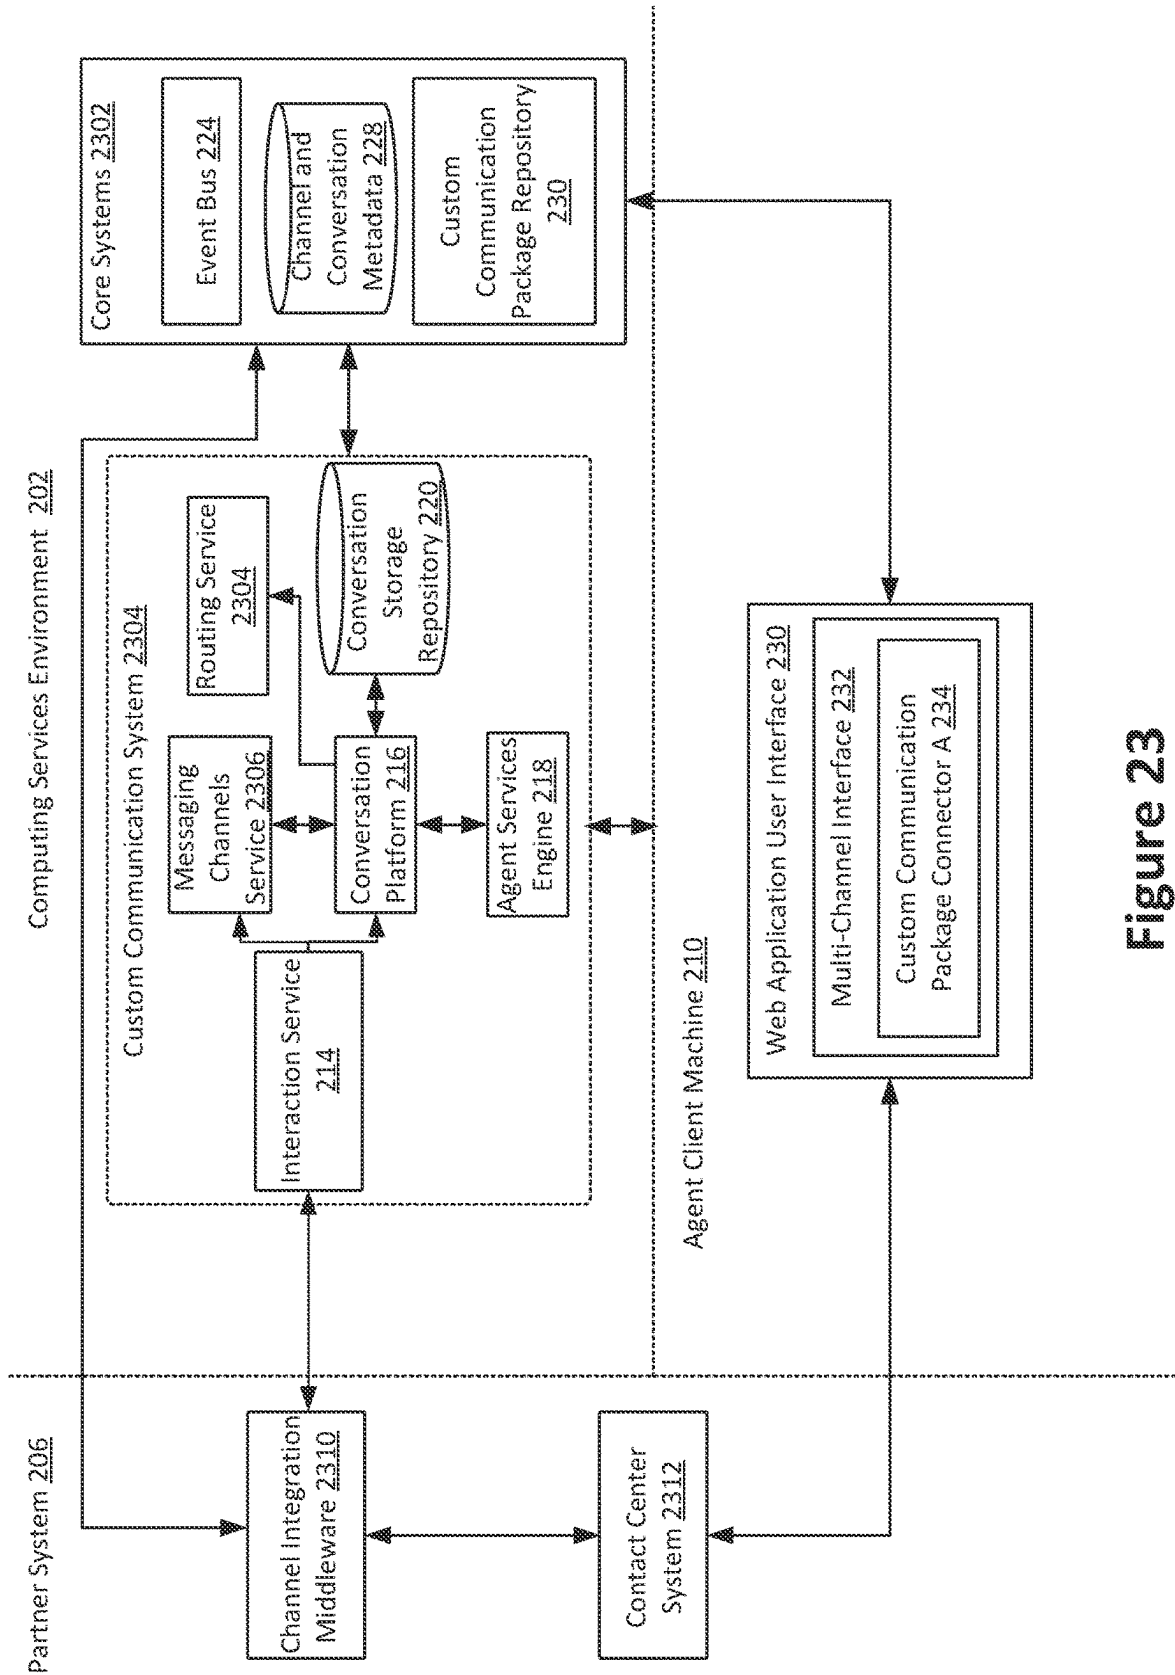 Partner System 206
Computing Services Environment 202
Channel Integration
Middleware 2310
Contact Center
System 2312
Custom Communication System 2304
Interaction Service
214
Messaging
Channels
Service 2306
Conversation
Platform 216
Agent Services
Engine 218
Routing Service
2304
Conversation
Storage
Repository 220
Core Systems 2302
Event Bus 224
Channel and
Conversation
Metadata 228
Custom
Communication
Package Repository
230
Agent Client Machine 210
Web Application User Interface 230
Multi-Channel Interface 232
Custom Communication
Package Connector A 234
Figure 23